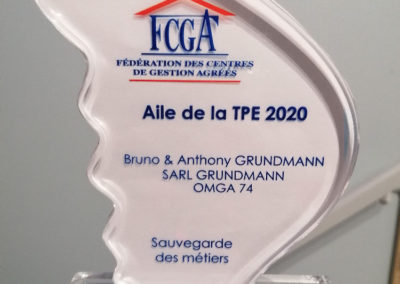 FCGA
FÉDÉRATION DES CENTRES
DE GESTION AGRÉÉS
Aile de la TPE 2020
Bruno & Anthony GRUNDMANN
SARL GRUNDMANN
OMGA 74
Sauvegarde
des métiers